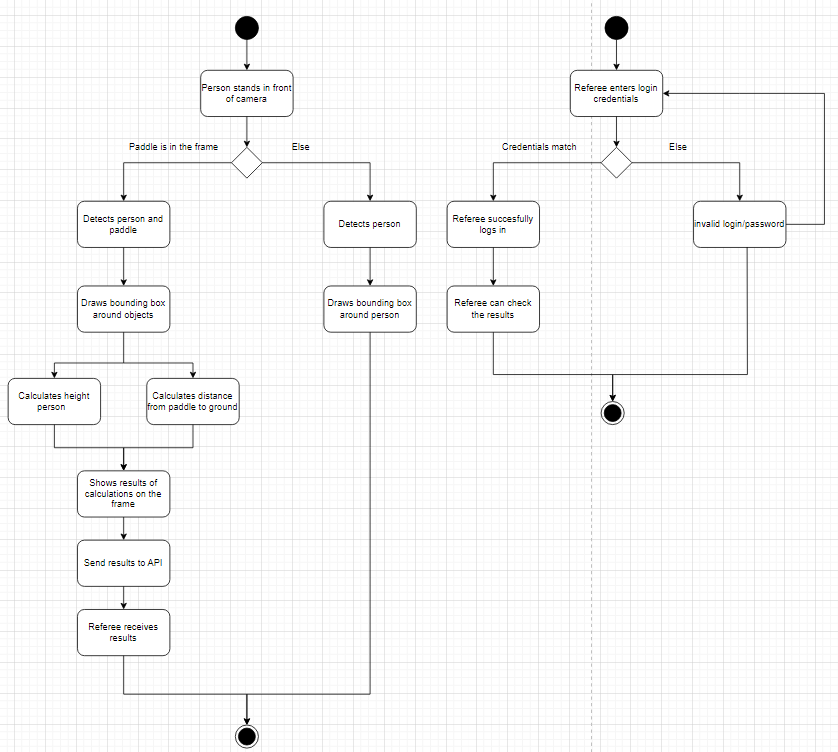 Person stands in front
of camera
Paddle is in the frame
Else
Detects person and
paddle
Detects person
Draws bounding box
around objects
Draws bounding box
around person
Calculates height
person
Calculates distance
from paddle to ground
Shows results of
calculations on the
frame
Send results to API
Referee receives
results
Referee enters login
credentials
Credentials match
Else
Referee succesfully
logs in
invalid login/password
Referee can check
the results